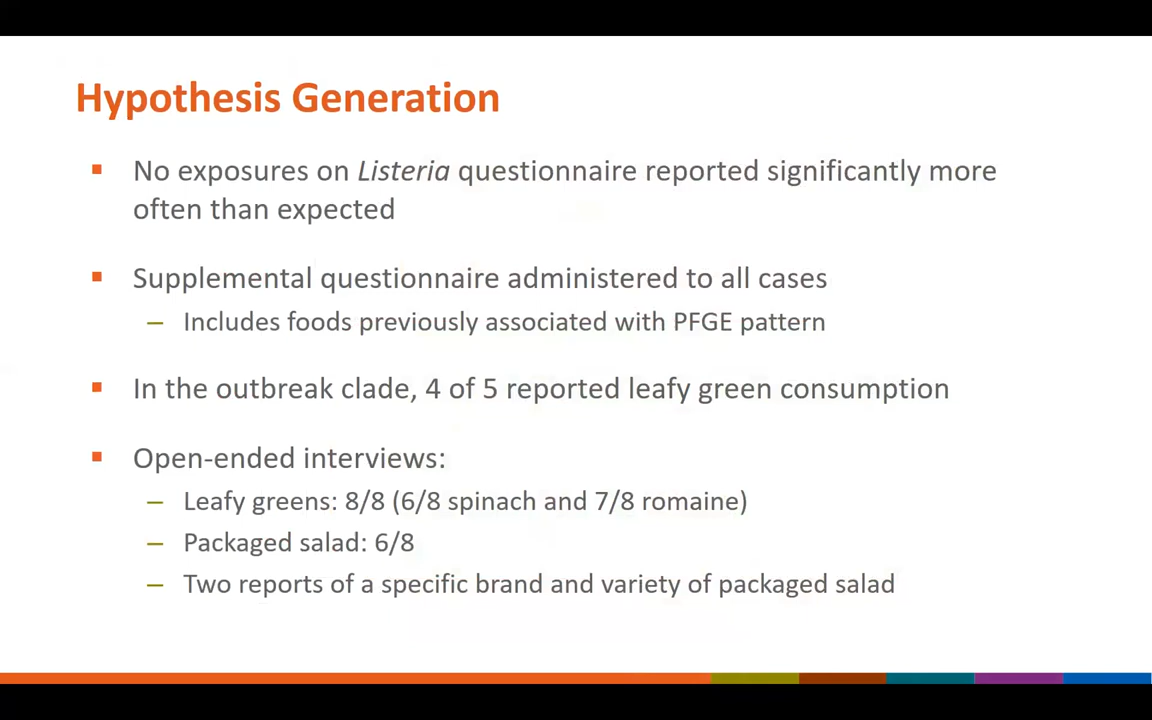 Hypothesis Generation
▪ No exposures on Listeria questionnaire reported significantly more
often than expected
▪ Supplemental questionnaire administered to all cases
– Includes foods previously associated with PFGE pattern
▪ In the outbreak clade, 4 of 5 reported leafy green consumption
▪ Open-ended interviews:
– Leafy greens: 8/8 (6/8 spinach and 7/8 romaine)
– Packaged salad: 6/8
– Two reports of a specific brand and variety of packaged salad